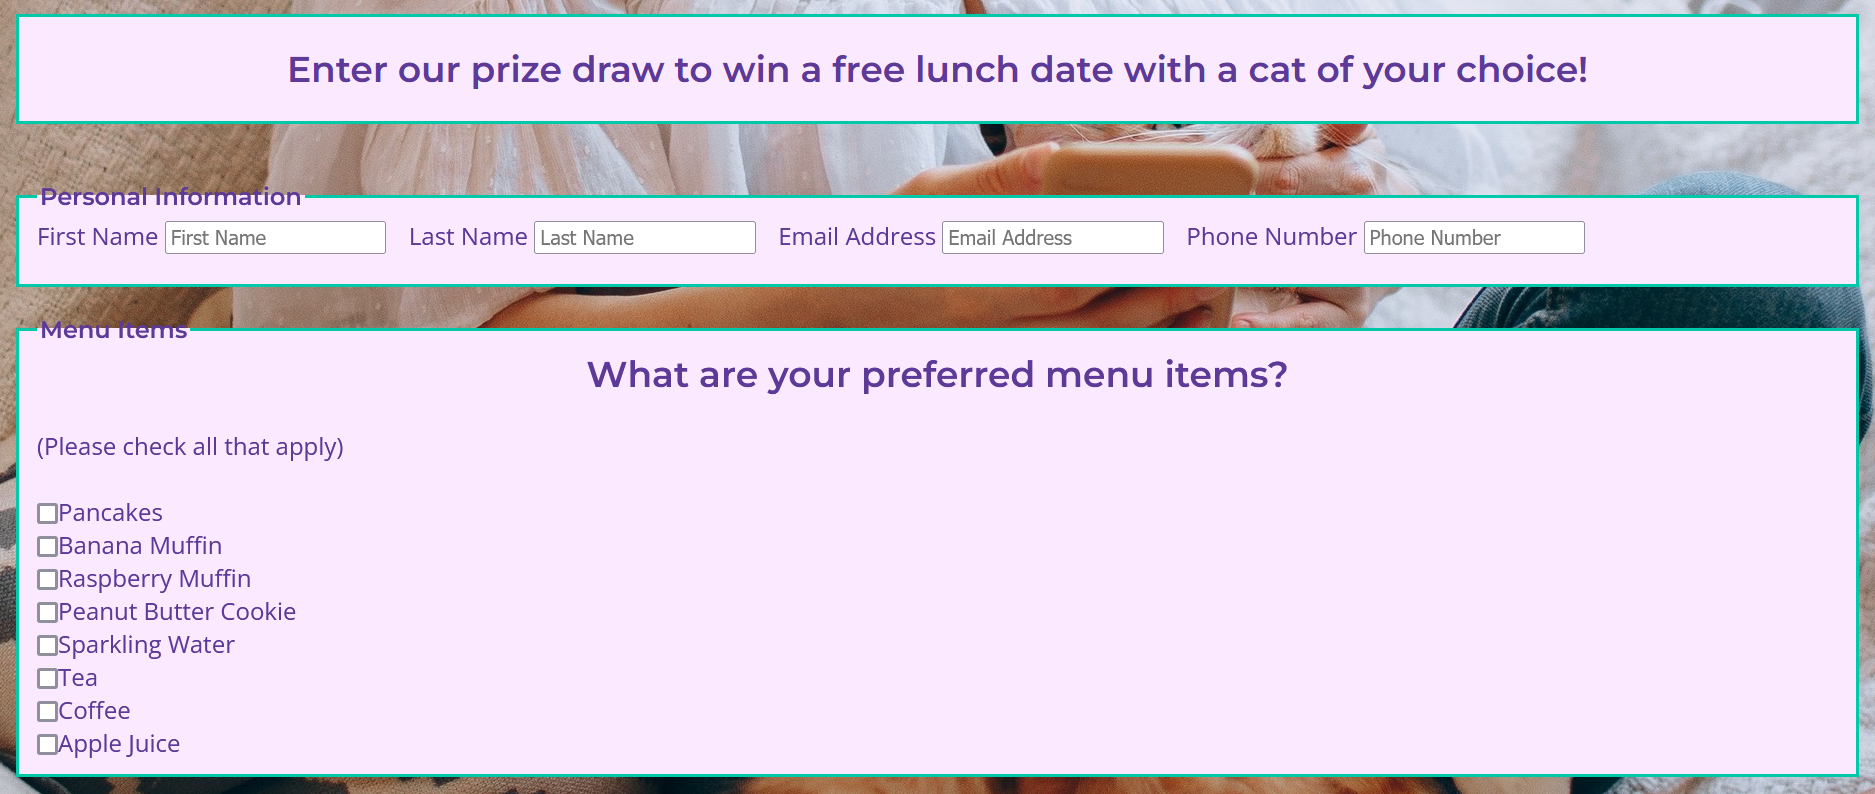 Enter our prize draw to win a free lunch date with a cat of your choice!
Personal Information
First Name First Name Last Name Last Name Email Address Email Address Phone Number Phone Number
Menu Items
What are your preferred menu items?
(Please check all that apply)
Pancakes
Banana Muffin
Raspberry Muffin
Peanut Butter Cookie
Sparkling Water
Tea
Coffee
Apple Juice